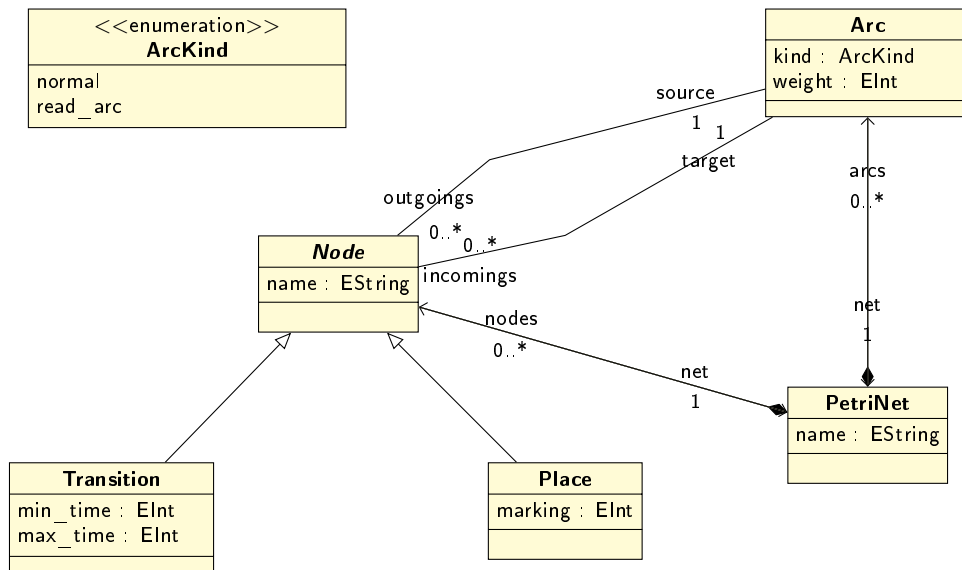 <<enumeration>>
ArcKind
normal
read_arc
Arc
kind : ArcKind
weight : EInt
source
1
1
target
arcs
0..*
outgoings
0..*
0..*
Node
name : EString
incomings
nodes
0..*
net
1
net
1
PetriNet
name : EString
Transition
min_time : EInt
max_time : EInt
Place
marking : EInt